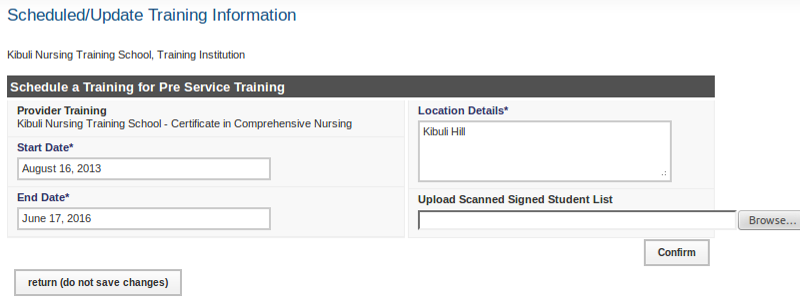 Scheduled/Update Training Information
Kibuli Nursing Training School, Training Institution
Schedule a Training for Pre Service Training
Provider Training
Kibuli Nursing Training School - Certificate in Comprehensive Nursing
Start Date*
August 16, 2013
End Date*
June 17, 2016
Location Details*
Kibuli Hill
Upload Scanned Signed Student List
Browse...
Confirm
return (do not save changes)